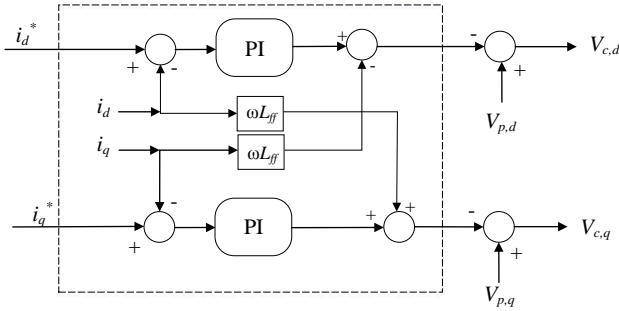 i_d^*
+
-
PI
+
-
-
+
V_{c,d}
i_d
ωL_{ff}
V_{p,d}
i_q
ωL_{ff}
i_q^*
-
+
PI
+
+
-
+
V_{c,q}
V_{p,q}